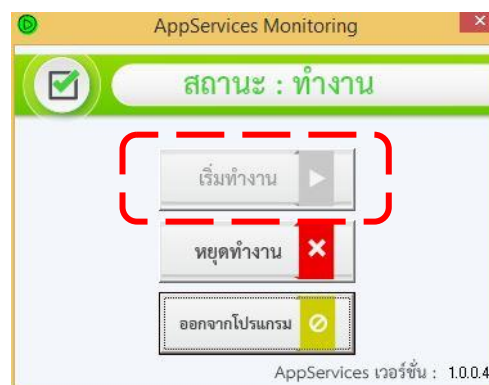 AppServices Monitoring
สถานะ : ทำงาน
เริ่มทำงาน
หยุดทำงาน
ออกจากโปรแกรม
AppServices เวอร์ชั่น : 1.0.0.4